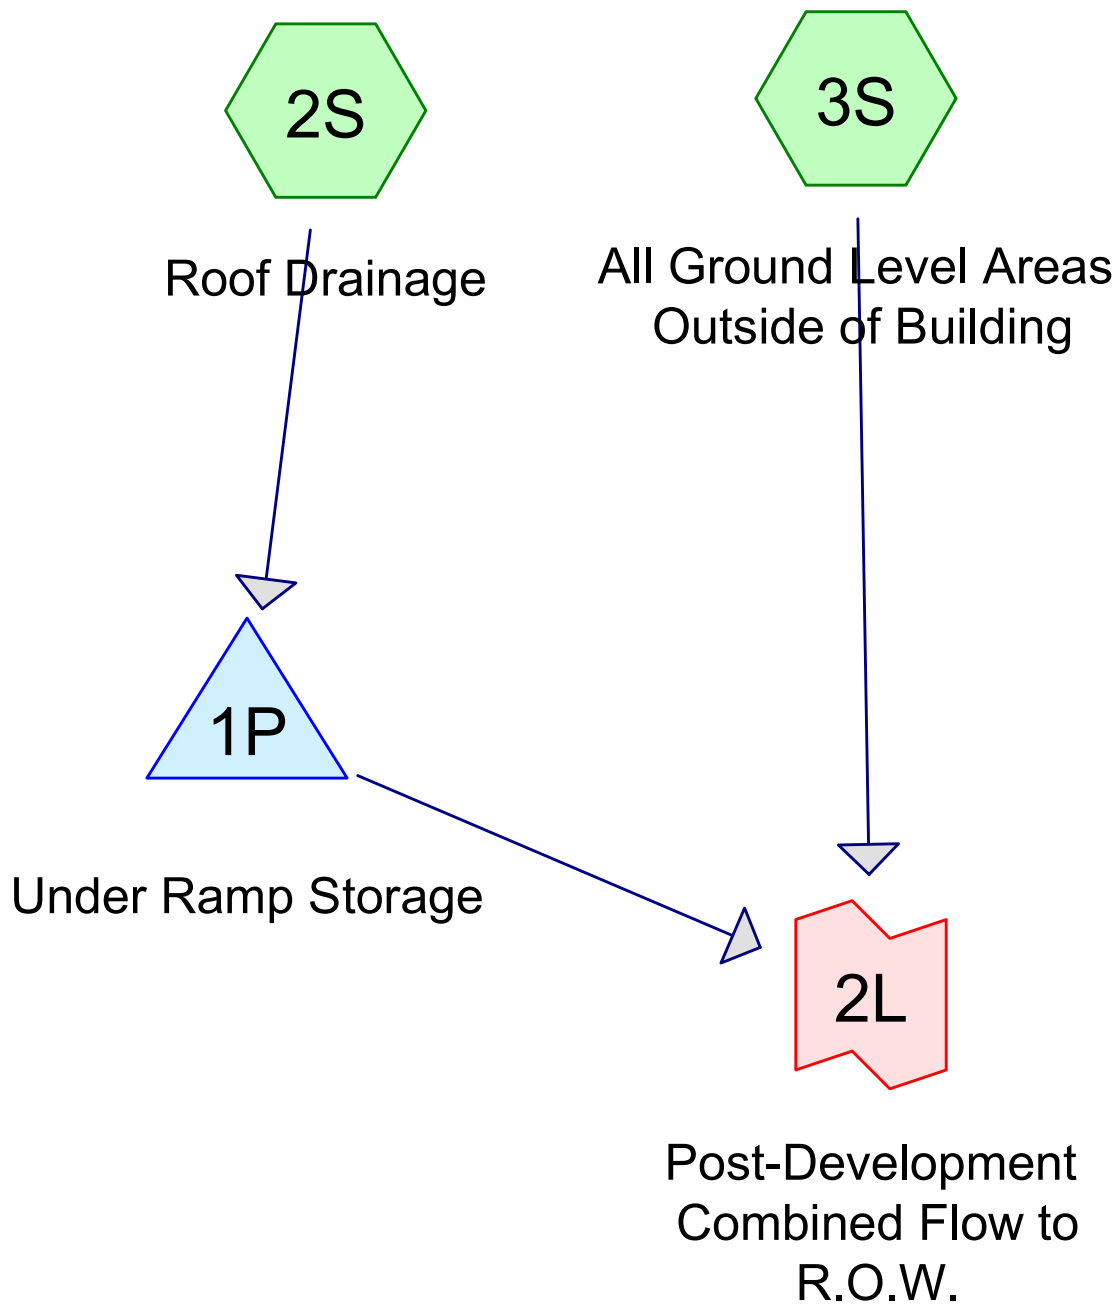 2S
Roof Drainage
3S
All Ground Level Areas
Outside of Building
1P
Under Ramp Storage
2L
Post-Development
Combined Flow to
R.O.W.